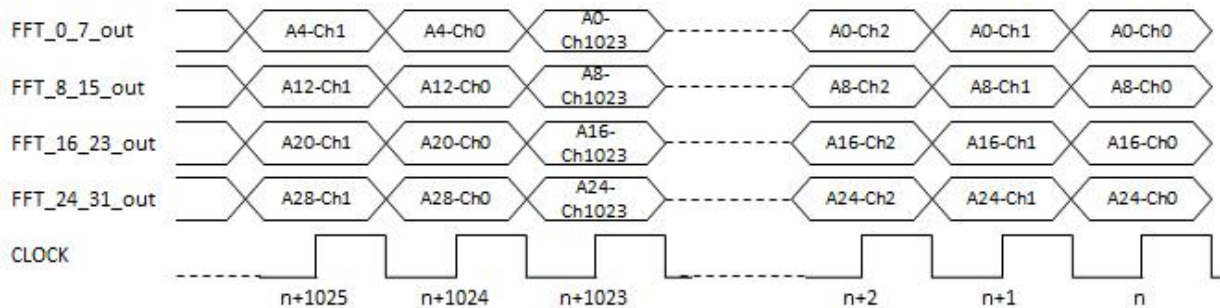 FFT_0_7_out A4-Ch1 A4-Ch0 A0-Ch1023 A0-Ch2 A0-Ch1 A0-Ch0
FFT_8_15_out A12-Ch1 A12-Ch0 A8-Ch1023 A8-Ch2 A8-Ch1 A8-Ch0
FFT_16_23_out A20-Ch1 A20-Ch0 A16-Ch1023 A16-Ch2 A16-Ch1 A16-Ch0
FFT_24_31_out A28-Ch1 A28-Ch0 A24-Ch1023 A24-Ch2 A24-Ch1 A24-Ch0
CLOCK
n+1025 n+1024 n+1023 n+2 n+1 n